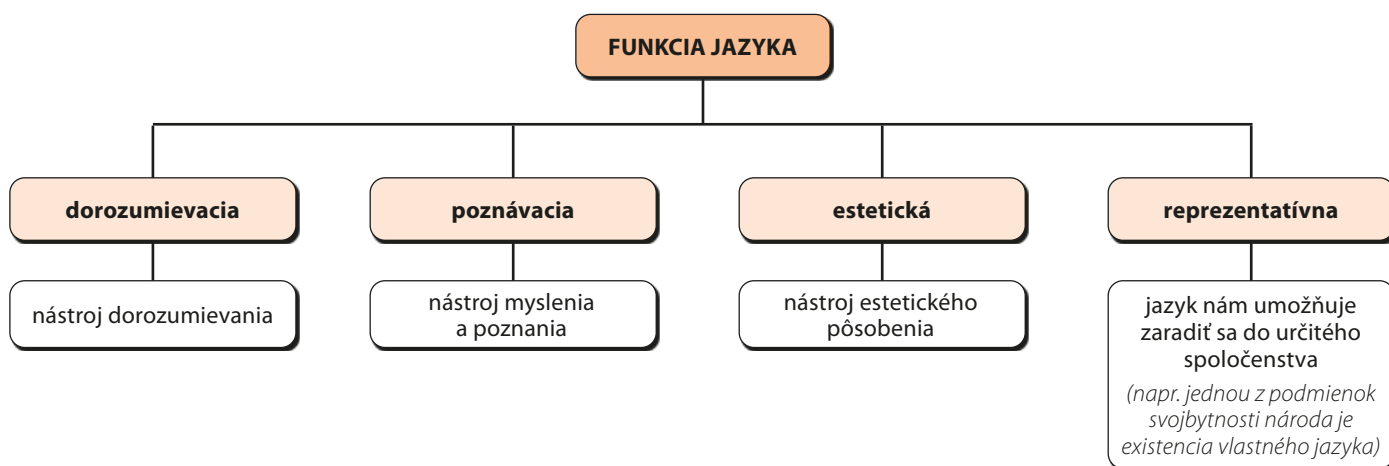 FUNKCIA JAZYKA
dorozumievacia
poznávacia
estetická
reprezentatívna
nástroj dorozumievania
nástroj myslenia
a poznania
nástroj estetického
pôsobenia
jazyk nám umožňuje
zaradiť sa do určitého
spoločenstva
(napr. jednou z podmienok
svojbytnosti národa je
existencia vlastného jazyka)